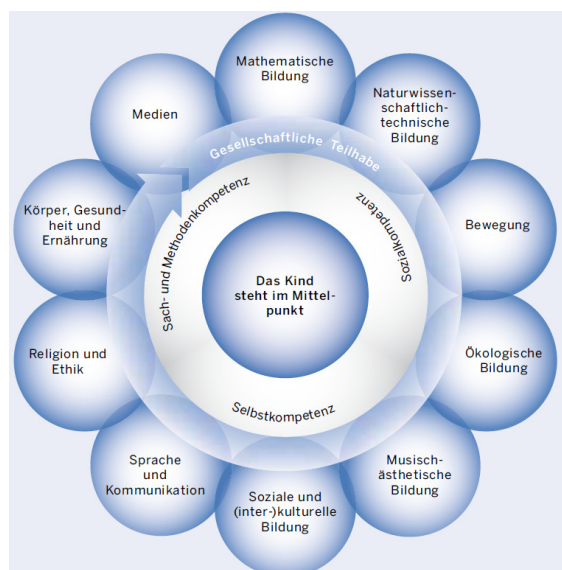 Mathematische
Bildung
Naturwissen-
schaftlich-
technische
Bildung
Bewegung
Ökologische
Bildung
Musisch-
ästhetische
Bildung
Soziale und
(inter-)kulturelle
Bildung
Sprache
und
Kommunikation
Religion und
Ethik
Körper, Gesund-
heit und
Ernährung
Medien
Gesellschaftliche Teilhabe
Sach- und Methodenkompetenz
Sozialkompetenz
Selbstkompetenz
Das Kind
steht im Mittel-
punkt